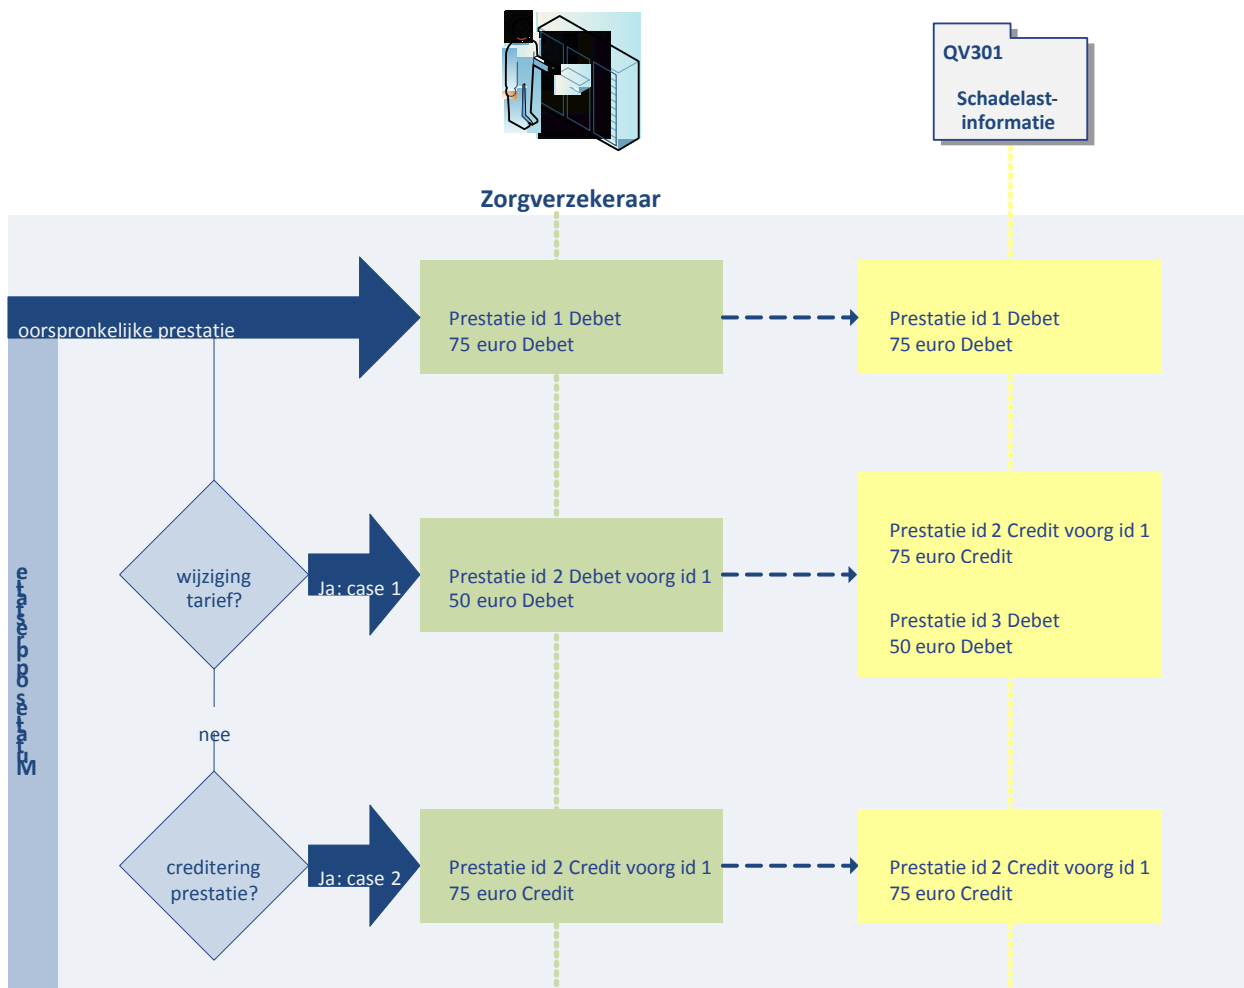 QV301
Schadelast-
informatie
Zorgverzekeraar
oorspronkelijke prestatie
Prestatie id 1 Debet
75 euro Debet
Prestatie id 1 Debet
75 euro Debet
Mutaties op prestatie
wijziging
tarief?
Ja: case 1
Prestatie id 2 Debet voorg id 1
50 euro Debet
Prestatie id 2 Credit voorg id 1
75 euro Credit
Prestatie id 3 Debet
50 euro Debet
nee
creditering
prestatie?
Ja: case 2
Prestatie id 2 Credit voorg id 1
75 euro Credit
Prestatie id 2 Credit voorg id 1
75 euro Credit